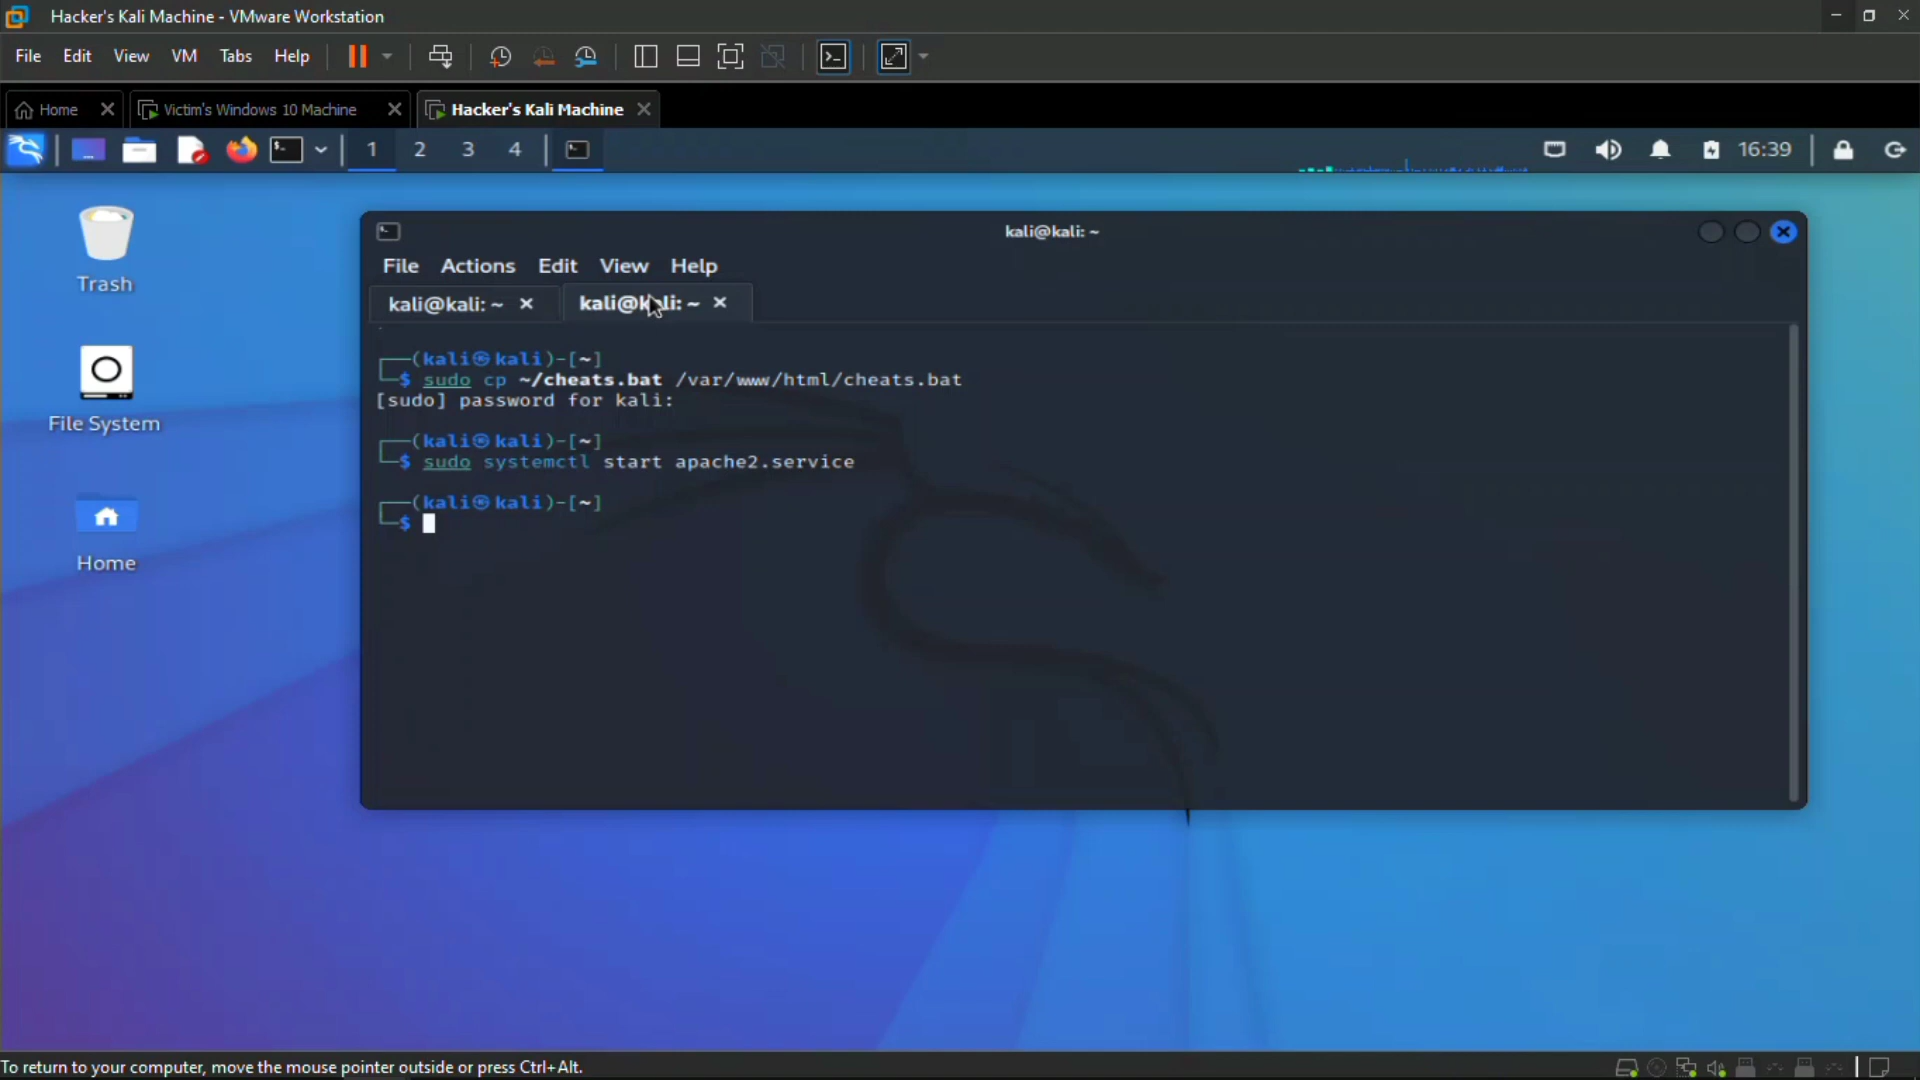 Hacker's Kali Machine - VMware Workstation
File Edit View VM Tabs Help
Home Victim's Windows 10 Machine Hacker's Kali Machine
1 2 3 4 16:39
Trash
File System
Home
kali@kali: ~
File Actions Edit View Help
kali@kali: ~ kali@kali: ~
┌──(kali㉿kali)-[~]
└─$ sudo cp ~/cheats.bat /var/www/html/cheats.bat
[sudo] password for kali:
┌──(kali㉿kali)-[~]
└─$ sudo systemctl start apache2.service
┌──(kali㉿kali)-[~]
└─$
To return to your computer, move the mouse pointer outside or press Ctrl+Alt.